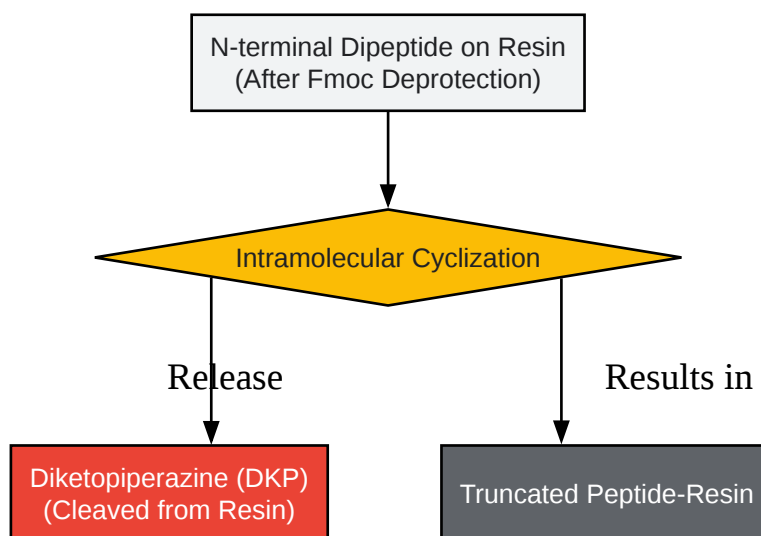 N-terminal Dipeptide on Resin
(After Fmoc Deprotection)
Intramolecular Cyclization
Release
Results in
Diketopiperazine (DKP)
(Cleaved from Resin)
Truncated Peptide-Resin